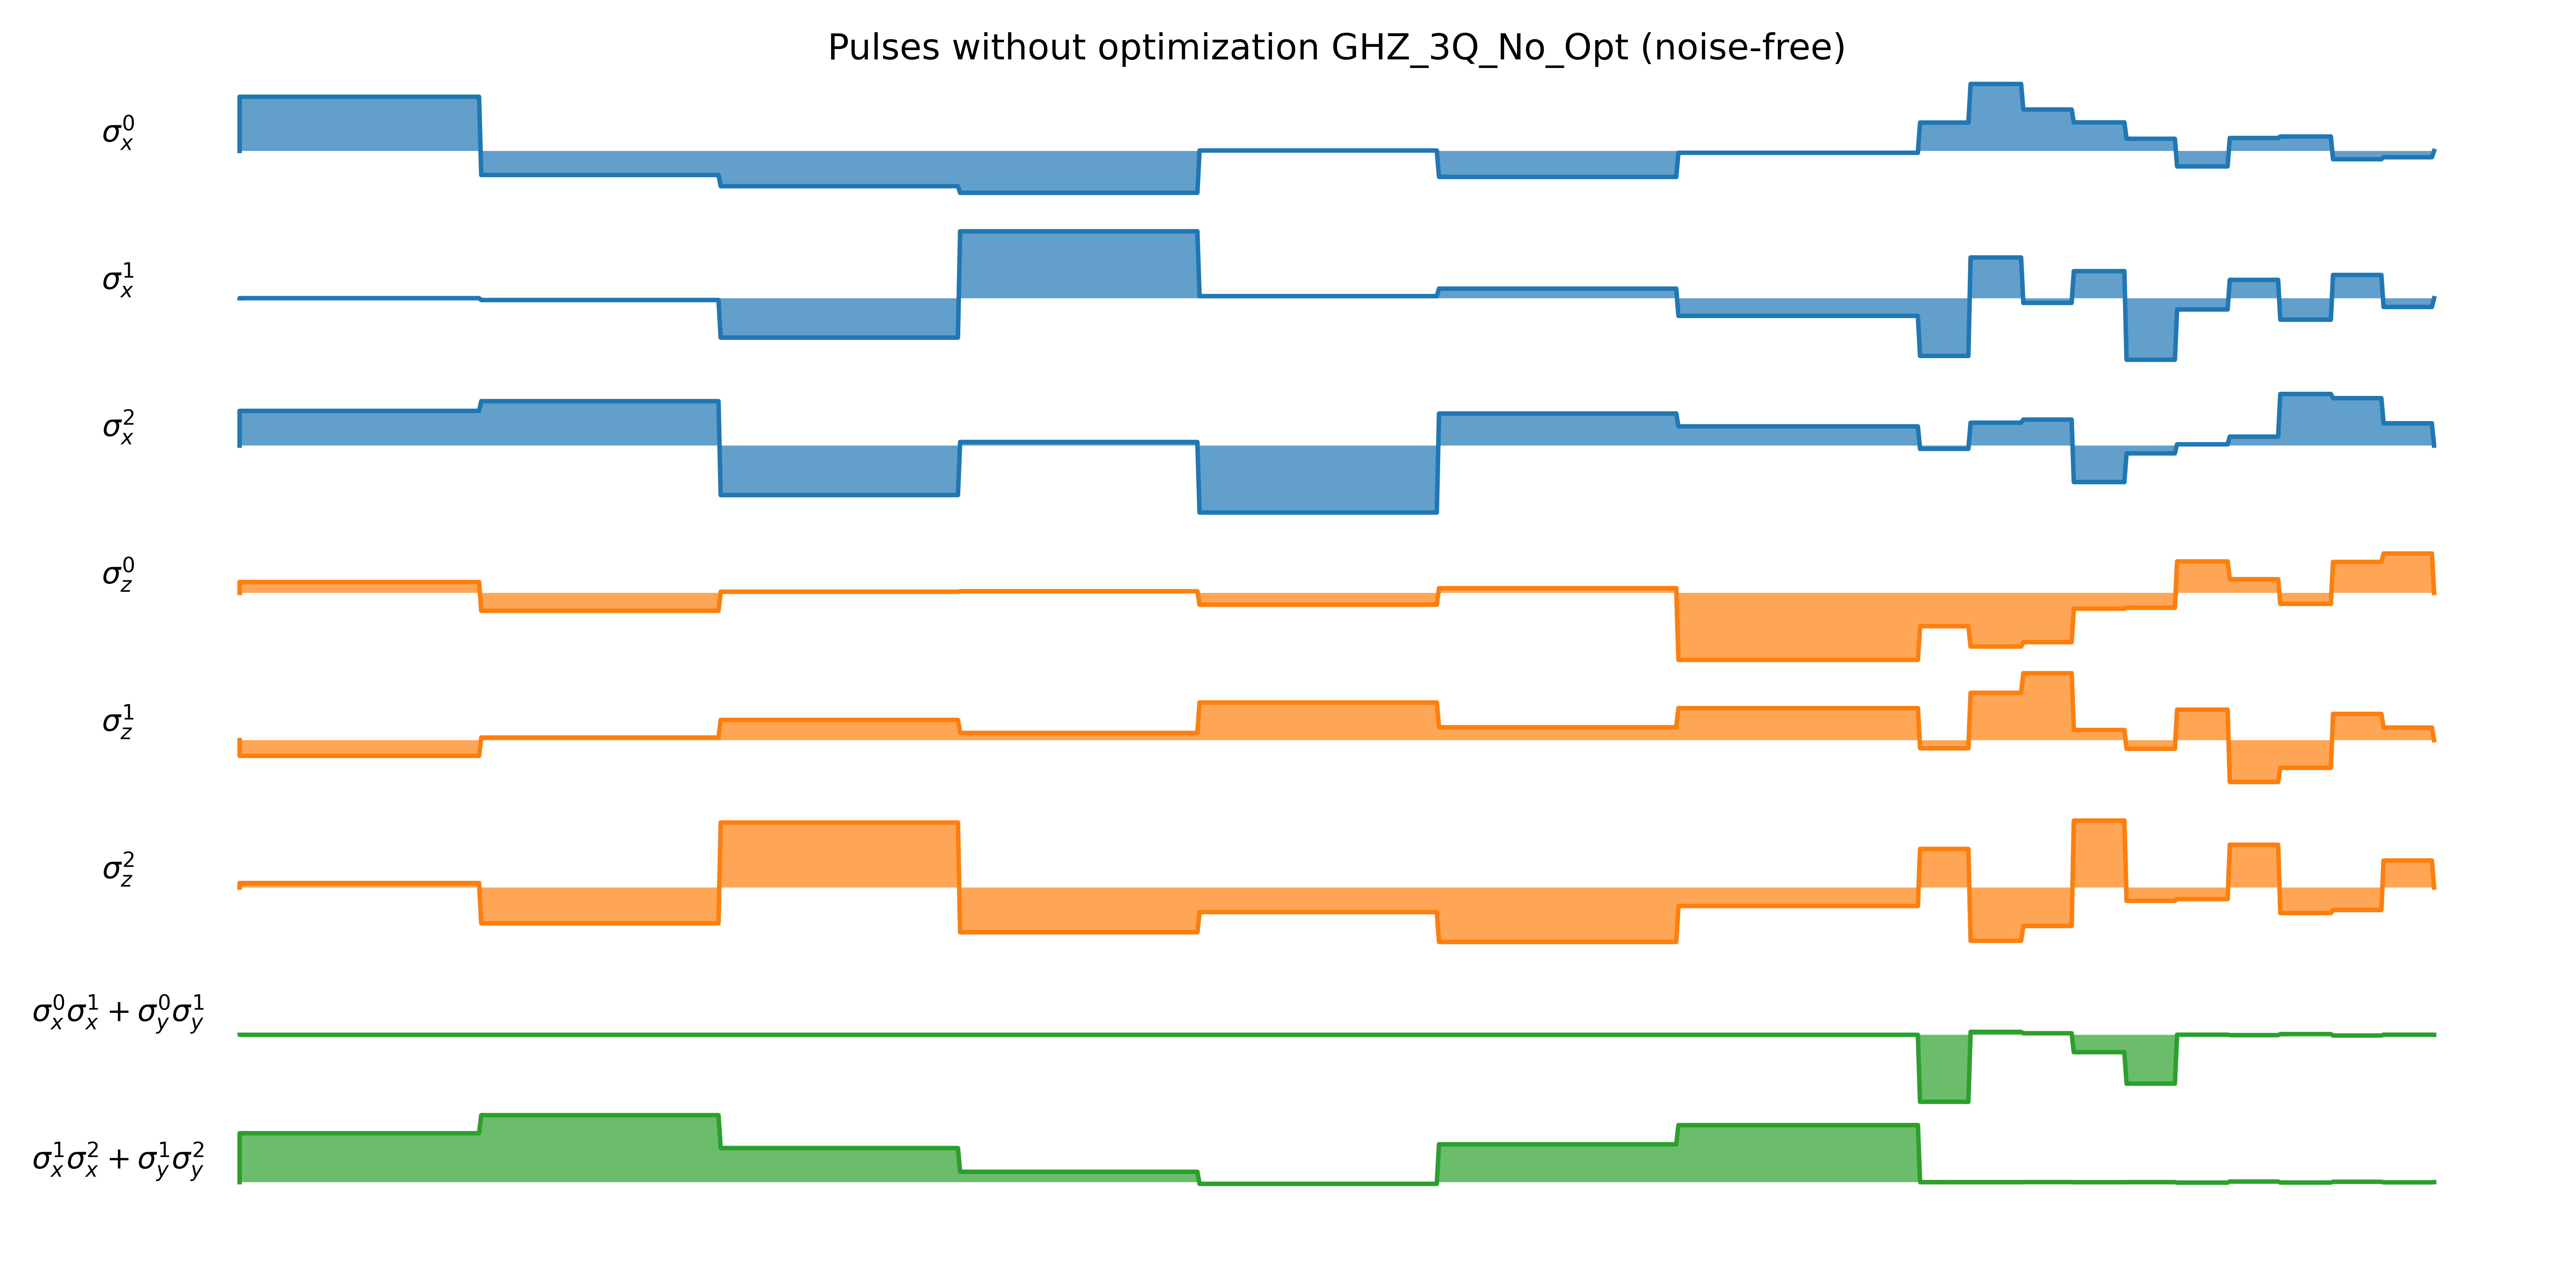 Pulses without optimization GHZ_3Q_No_Opt (noise-free)
σ_x^0
σ_x^1
σ_x^2
σ_z^0
σ_z^1
σ_z^2
σ_x^0σ_x^1 + σ_y^0σ_y^1
σ_x^1σ_x^2 + σ_y^1σ_y^2